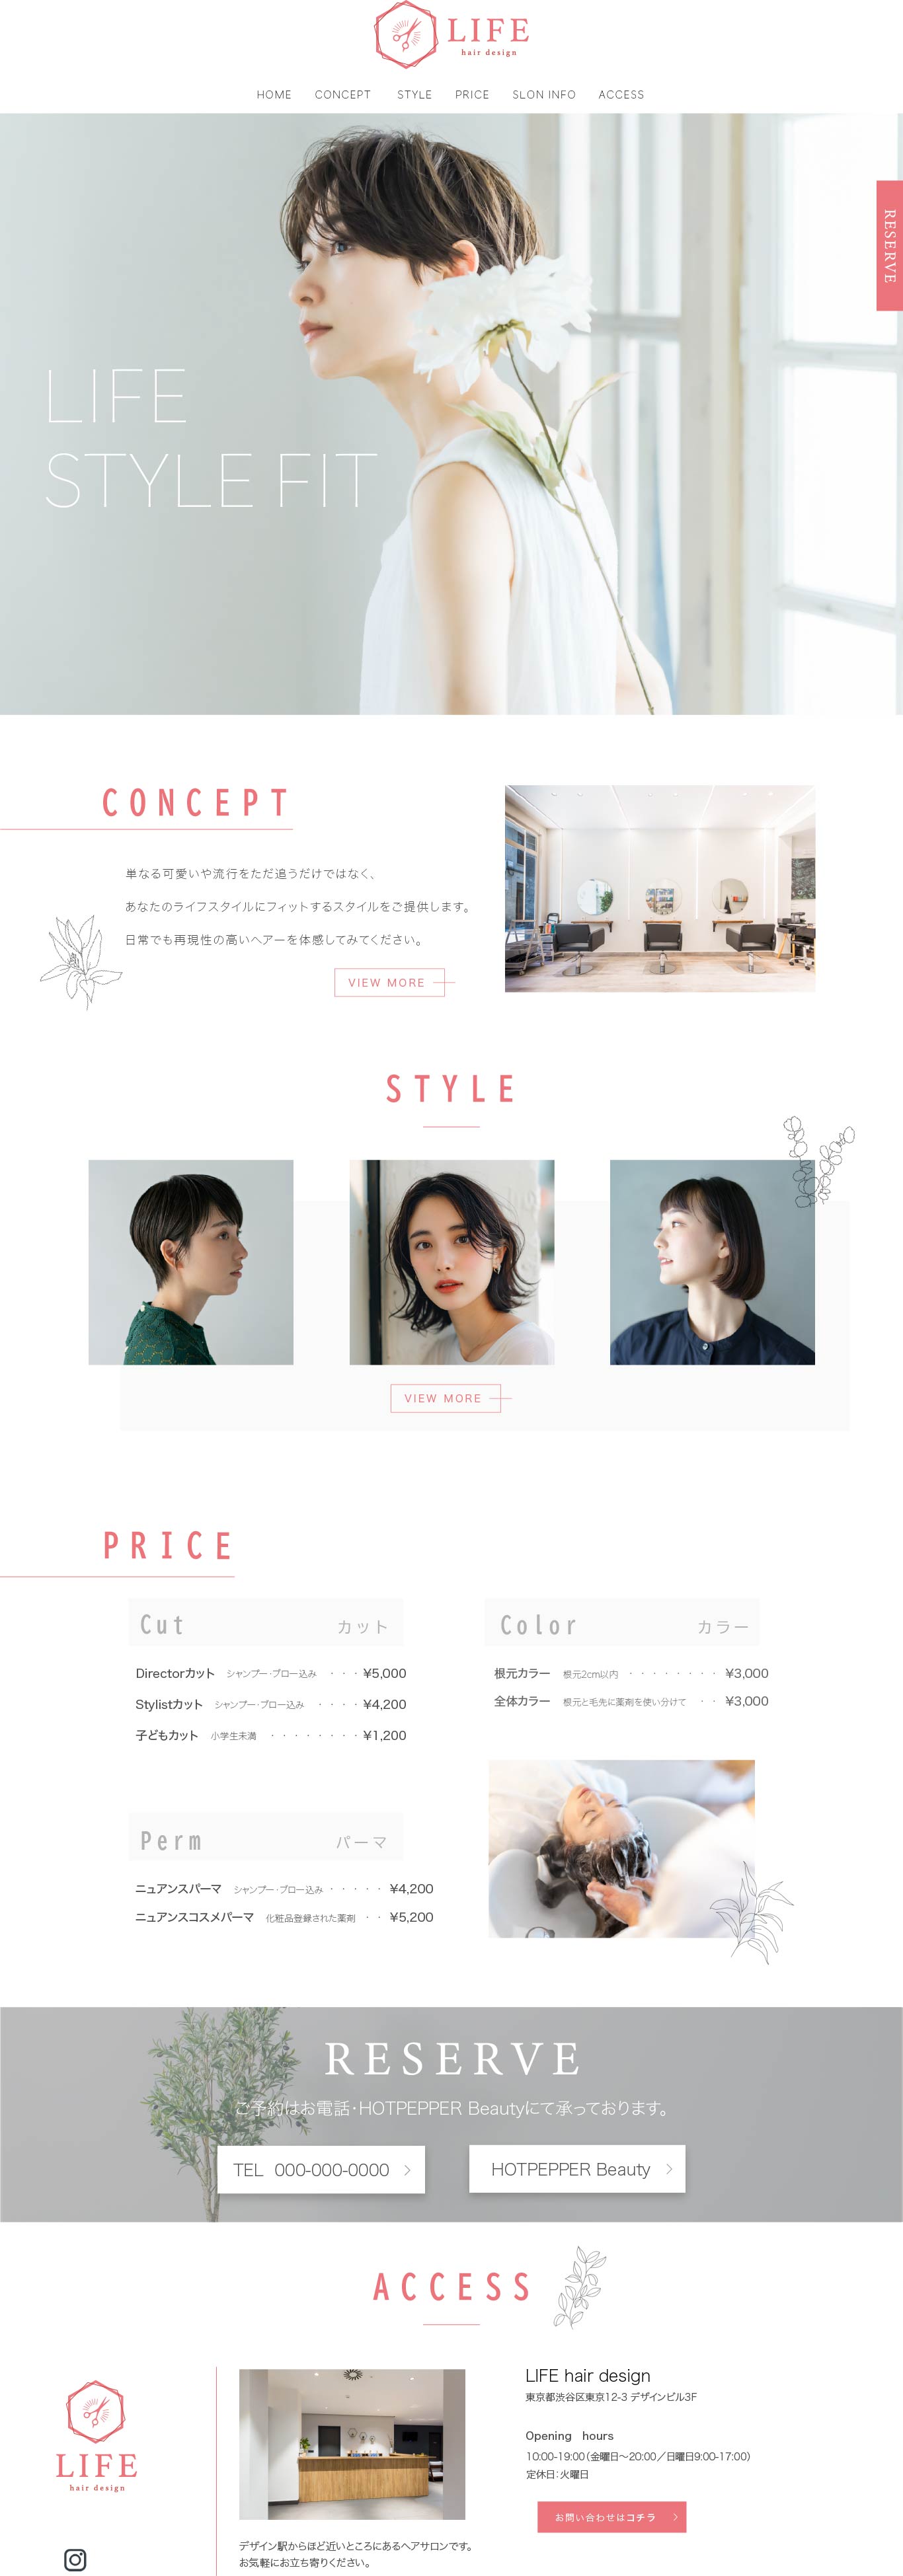 LIFE
hair design
HOME CONCEPT STYLE PRICE SLON INFO ACCESS
RESERVE
LIFE
STYLE FIT
CONCEPT
単なる可愛いや流行をただ追うだけではなく、
あなたのライフスタイルにフィットするスタイルをご提供します。
日常でも再現性の高いヘアーを体感してみてください。
VIEW MORE
STYLE
VIEW MORE
PRICE
Cut カット
Directorカット シャンプー・ブロー込み ・・・ ¥5,000
Stylistカット シャンプー・ブロー込み ・・・・ ¥4,200
子どもカット 小学生未満 ・・・・・・・・ ¥1,200
Color カラー
根元カラー 根元2cm以内 ・・・・・・・・ ¥3,000
全体カラー 根元と毛先に薬剤を使い分けて ・・ ¥3,000
Perm パーマ
ニュアンスパーマ シャンプー・ブロー込み ・・・・・ ¥4,200
ニュアンスコスメパーマ 化粧品登録された薬剤 ・・ ¥5,200
RESERVE
ご予約はお電話・HOTPEPPER Beautyにて承っております。
TEL 000-000-0000
HOTPEPPER Beauty
ACCESS
LIFE
hair design
デザイン駅からほど近いところにあるヘアサロンです。
お気軽にお立ち寄りください。
LIFE hair design
東京都渋谷区東京12-3 デザインビル3F
Opening hours
10:00-19:00（金曜日〜20:00／日曜日9:00-17:00）
定休日：火曜日
お問い合わせはコチラ